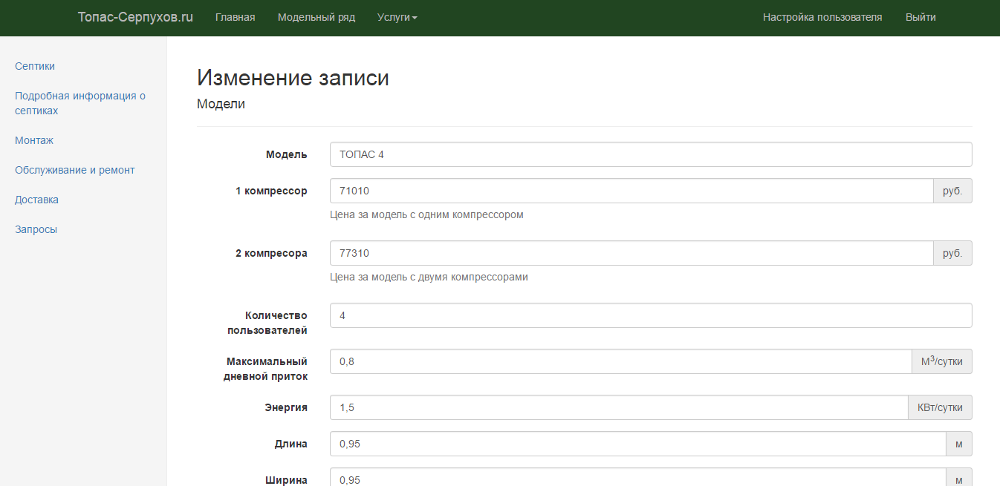 Топас-Серпухов.ru Главная Модельный ряд Услуги Настройка пользователя Выйти
Септики
Подробная информация о
септиках
Монтаж
Обслуживание и ремонт
Доставка
Запросы
Изменение записи
Модели
Модель ТОПАС 4
1 компрессор 71010 руб.
Цена за модель с одним компрессором
2 компресора 77310 руб.
Цена за модель с двумя компрессорами
Количество
пользователей 4
Максимальный
дневной приток 0,8 М³/сутки
Энергия 1,5 КВт/сутки
Длина 0,95 м
Ширина 0,95 м